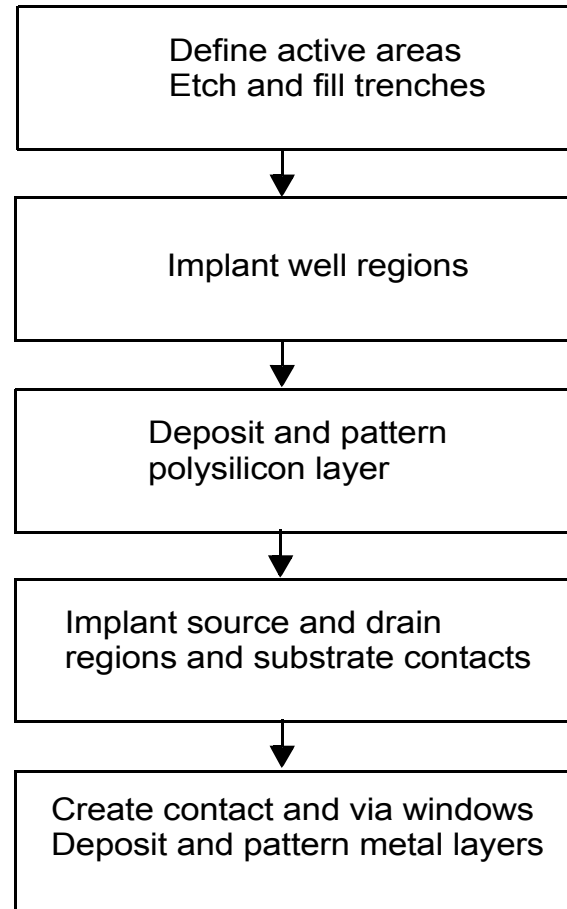 Define active areas
Etch and fill trenches
Implant well regions
Deposit and pattern
polysilicon layer
Implant source and drain
regions and substrate contacts
Create contact and via windows
Deposit and pattern metal layers